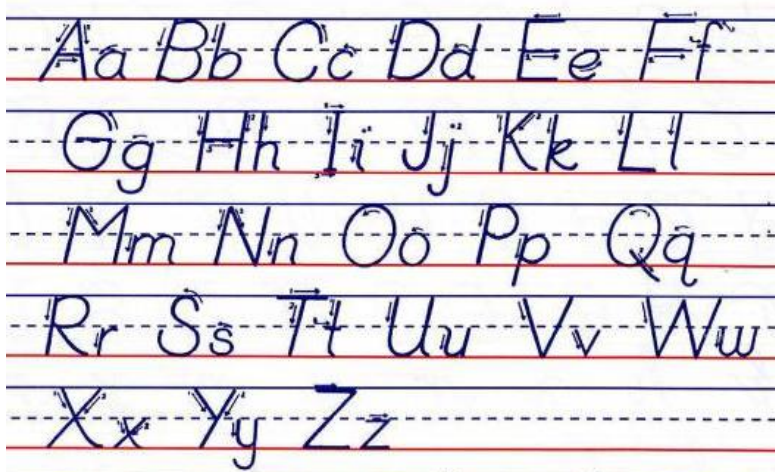 Aa Bb Cc Dd Ee Ff
Gg Hh Ii Jj Kk Ll
Mm Nn Oo Pp Qq
Rr Ss Tt Uu Vv Ww
Xx Yy Zz